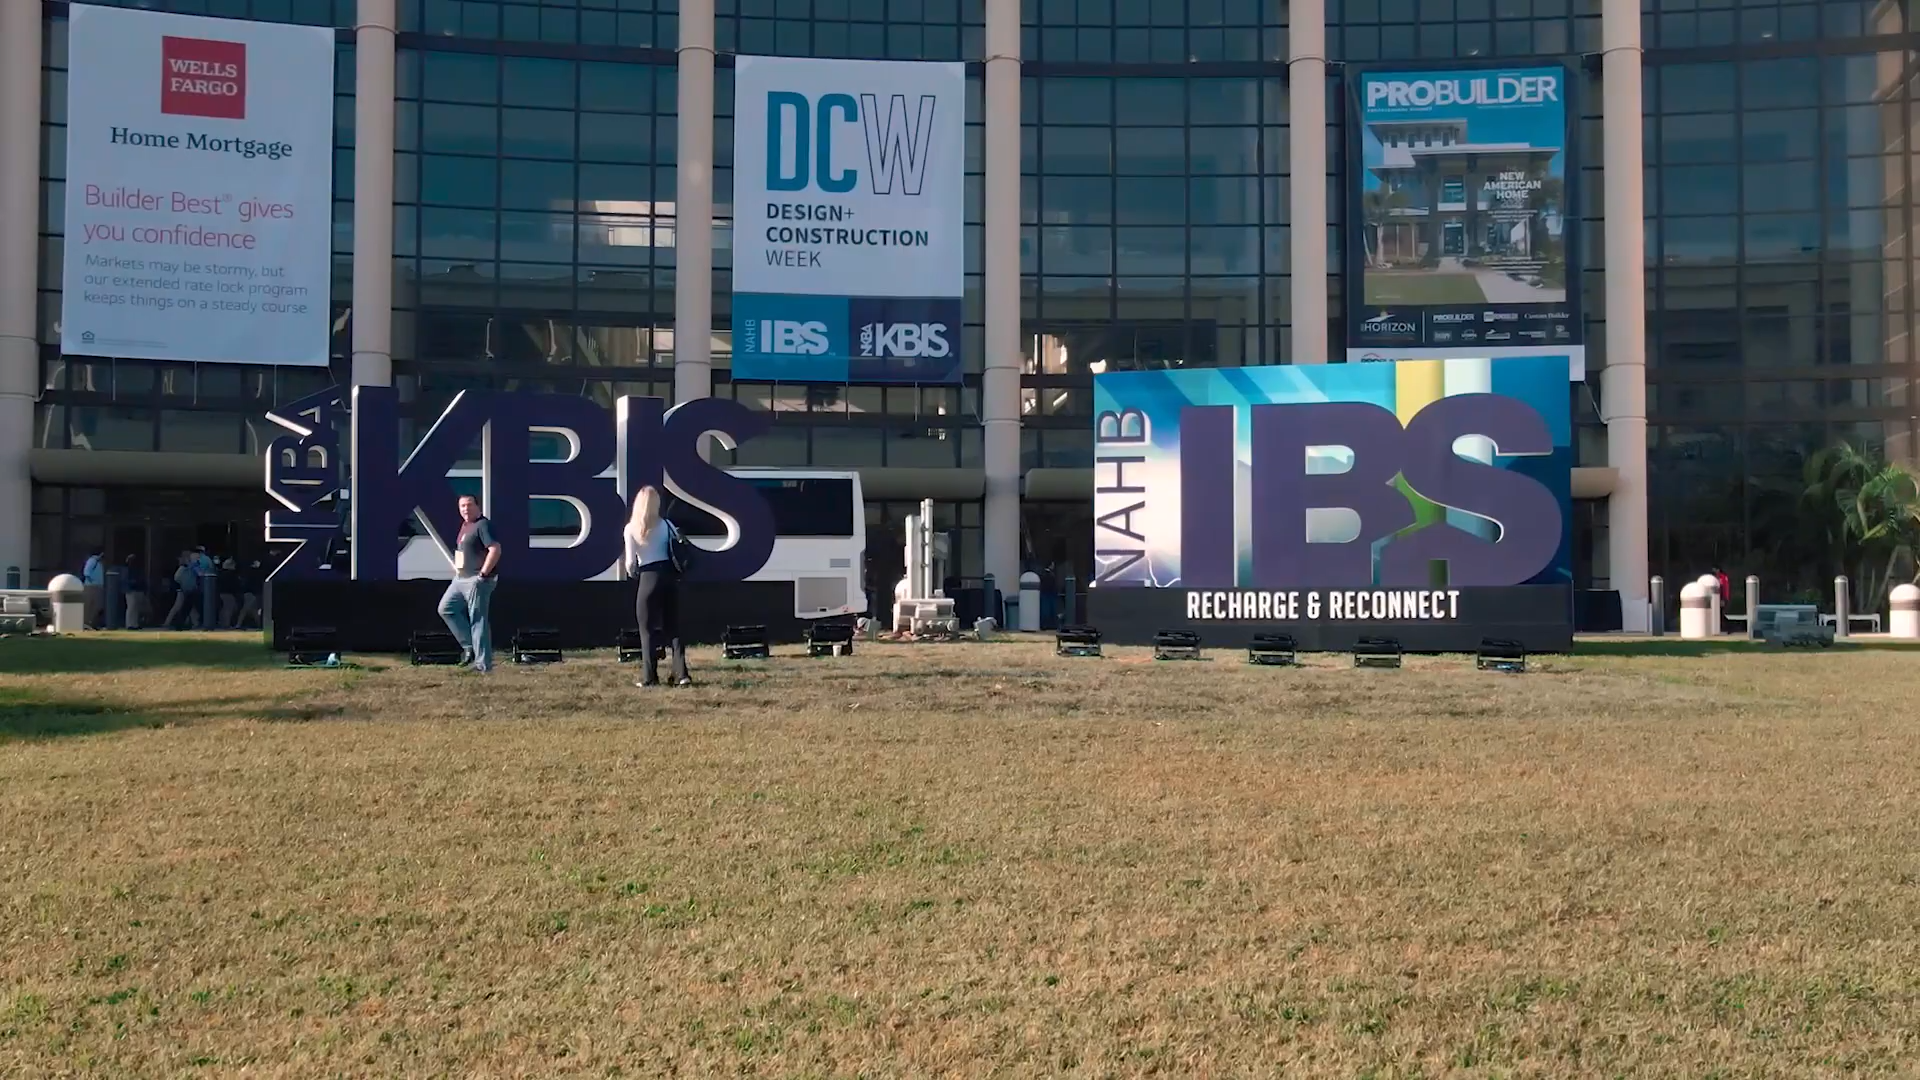 WELLS
FARGO
Home Mortgage
Builder Best® gives
you confidence
Markets may be stormy, but
our extended rate lock program
keeps things on a steady course
DCW
DESIGN+
CONSTRUCTION
WEEK
NAHB
IBS
NKBA
KBIS
PROBUILDER
NEW
AMERICAN
HOME
HORIZON
PROBUILDER
Custom Builder
NKBA
KBIS
NAHB
IBS
RECHARGE & RECONNECT